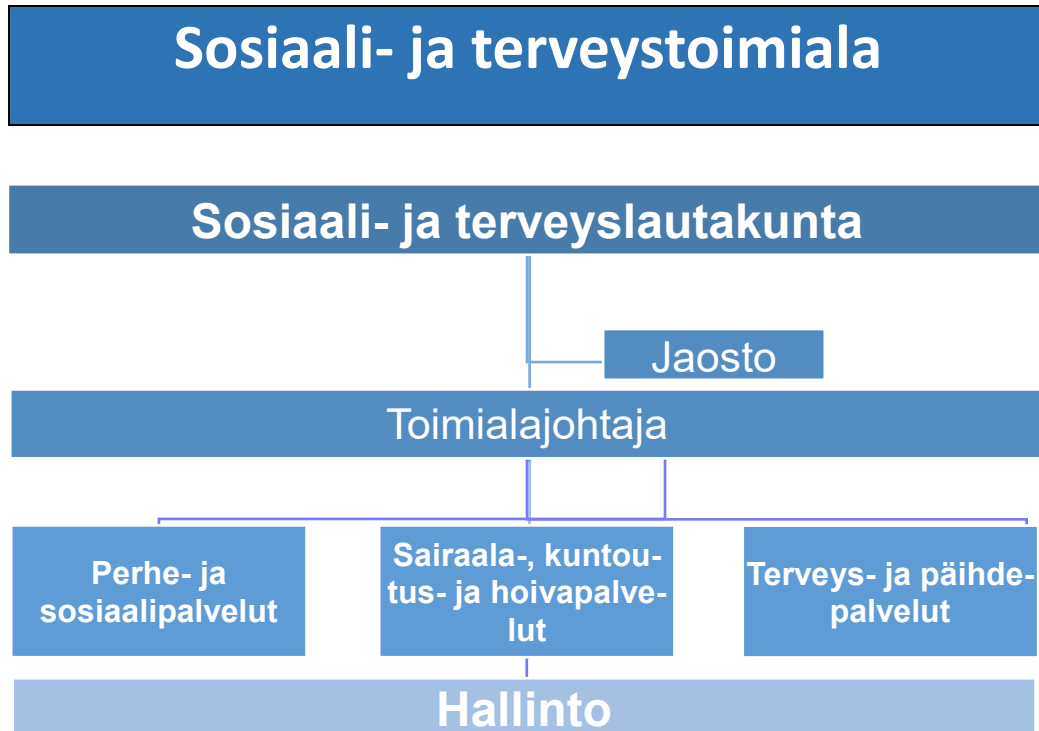 Sosiaali- ja terveystoimiala
Sosiaali- ja terveyslautakunta
Jaosto
Toimialajohtaja
Perhe- ja
sosiaalipalvelut
Sairaala-, kuntou-
tus- ja hoivapalve-
lut
Terveys- ja päihde-
palvelut
Hallinto